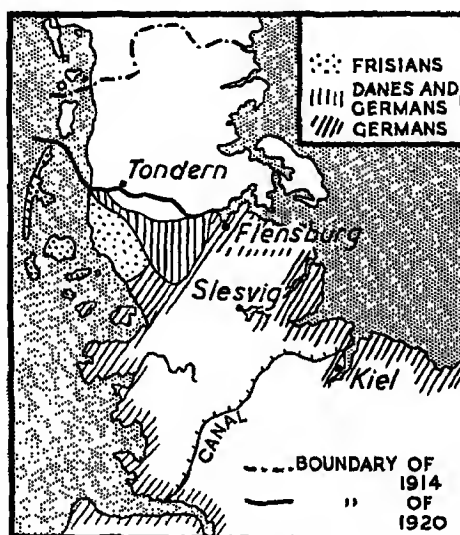 FRISIANS
DANES AND
GERMANS
GERMANS
Tondern
Flensburg
Slesvig
Kiel
CANAL
BOUNDARY OF
1914
" OF
1920